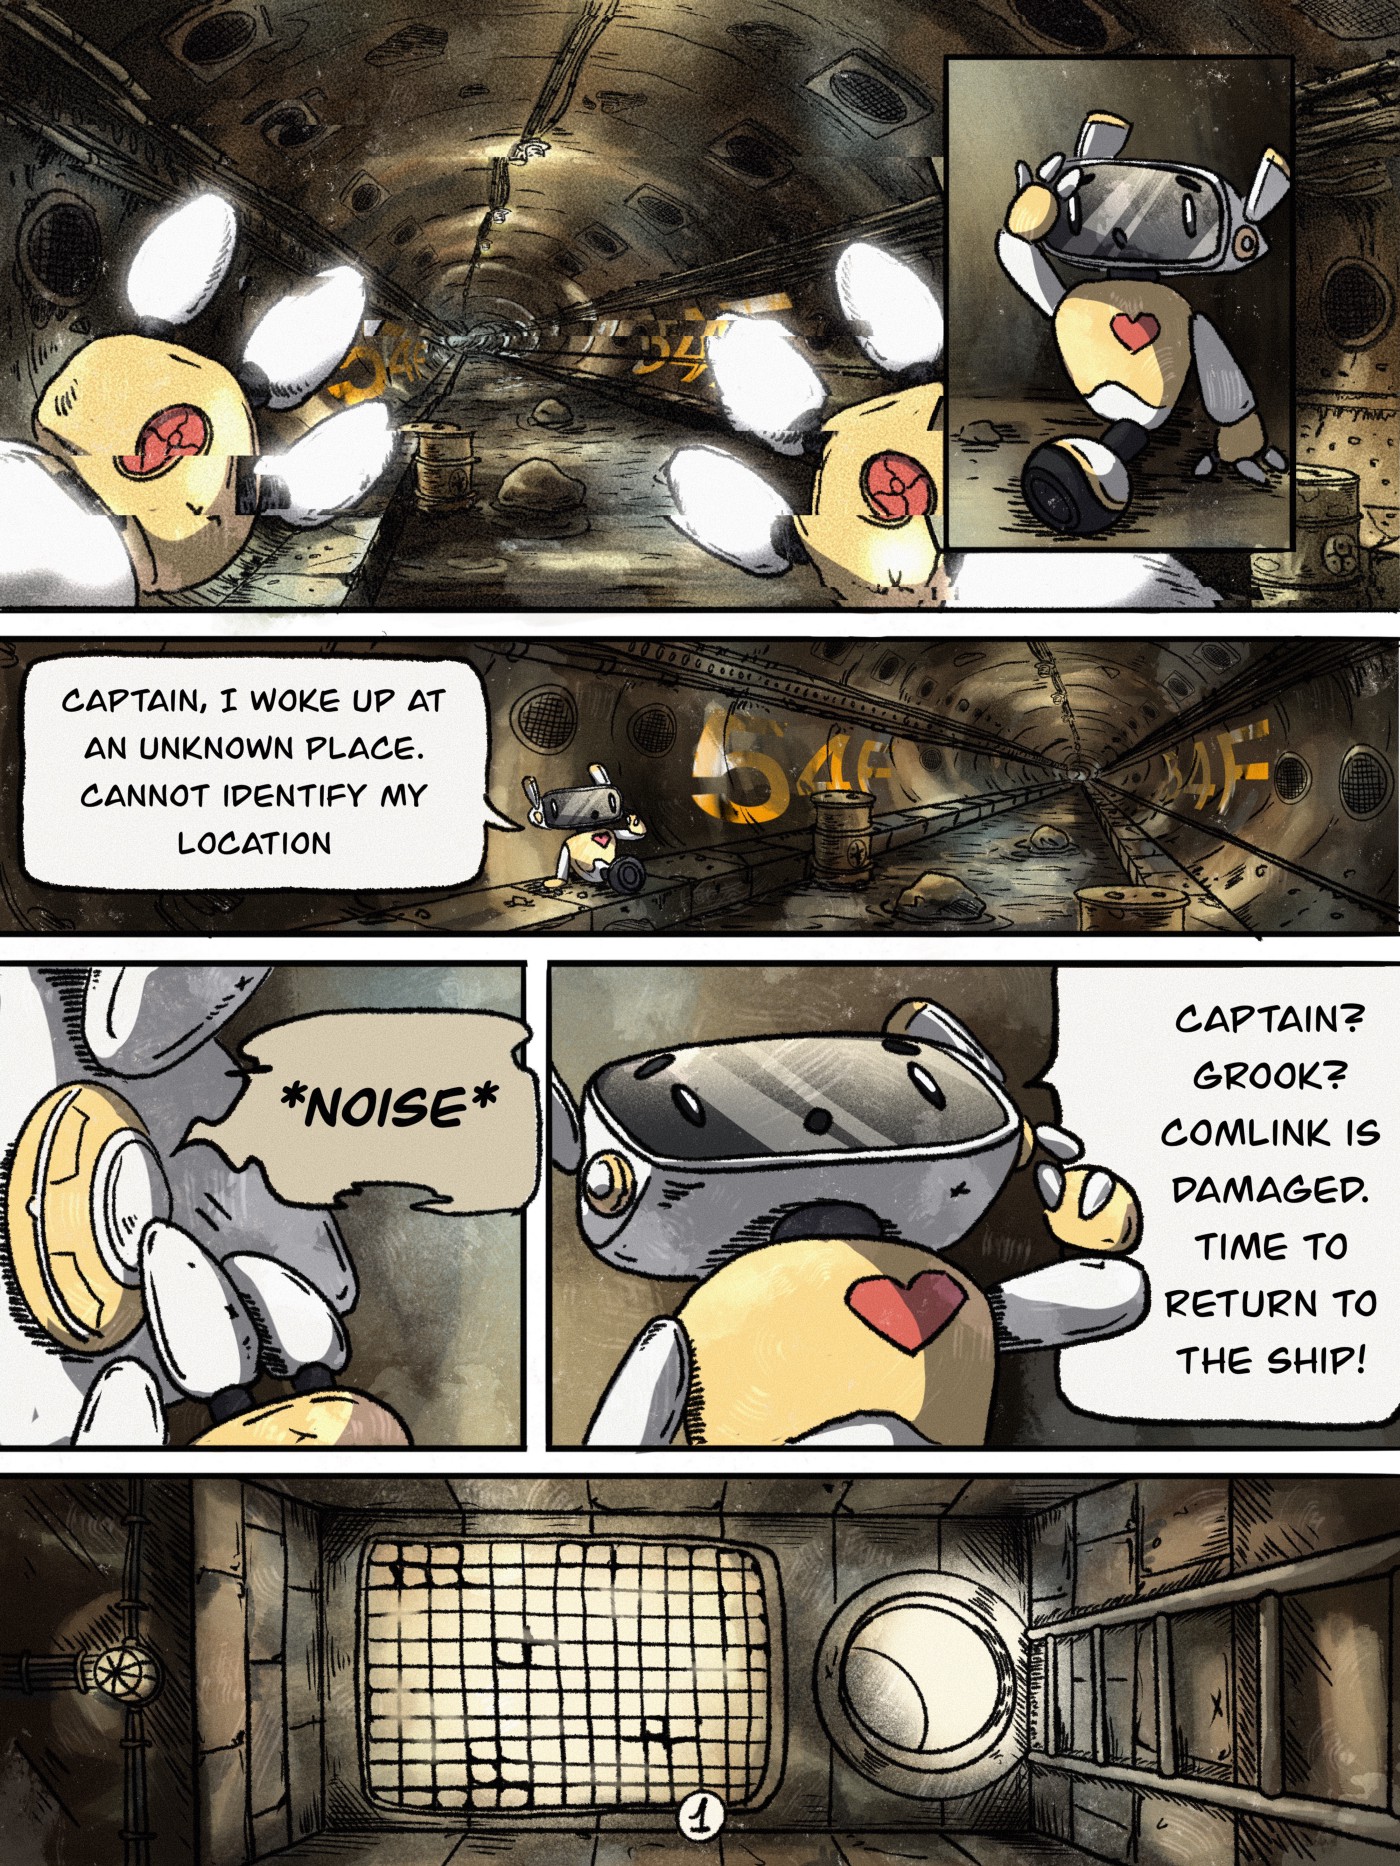 54F
54F
CAPTAIN, I WOKE UP AT
AN UNKNOWN PLACE.
CANNOT IDENTIFY MY
LOCATION
54F
54F
*NOISE*
CAPTAIN?
GROOK?
COMLINK IS
DAMAGED.
TIME TO
RETURN TO
THE SHIP!
1